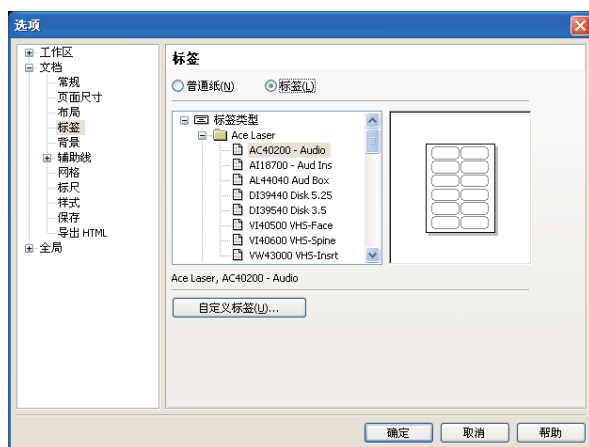 选项
工作区
文档
常规
页面尺寸
布局
标签
背景
辅助线
网格
标尺
样式
保存
导出 HTML
全局
标签
普通纸(N)
标签(L)
标签类型
Ace Laser
AC40200 - Audio
AI18700 - Aud Ins
AL44040 Aud Box
DI39440 Disk 5.25
DI39540 Disk 3.5
VI40500 VHS-Face
VI40600 VHS-Spine
VW43000 VHS-Insrt
Ace Laser, AC40200 - Audio
自定义标签(U)...
确定
取消
帮助